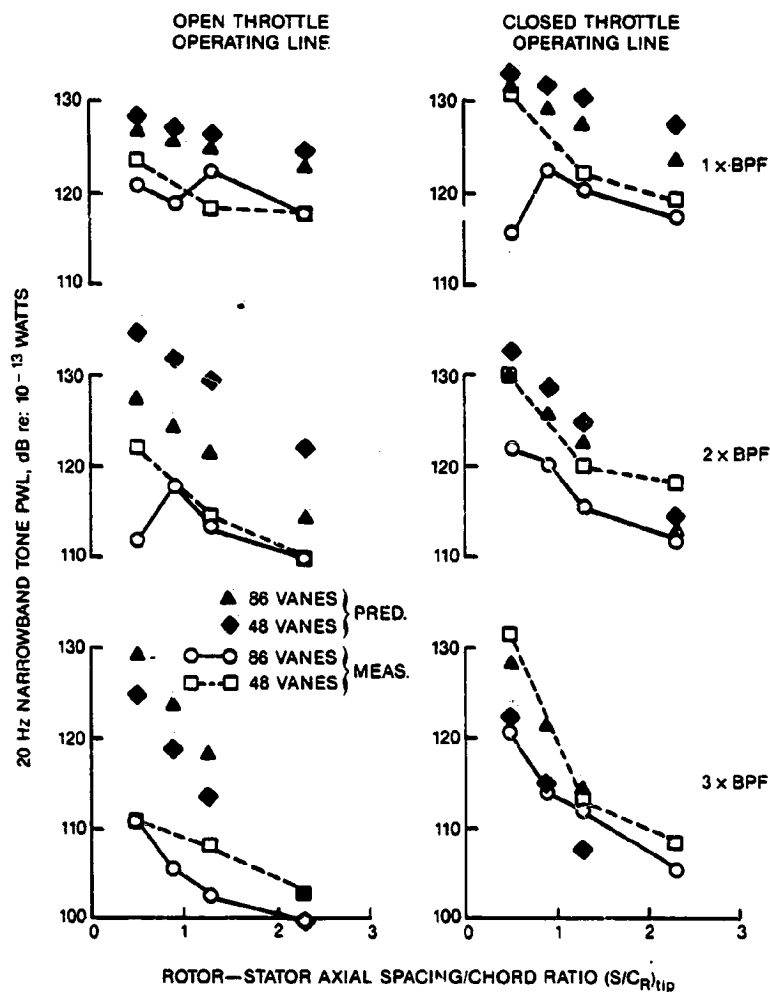 OPEN THROTTLE
OPERATING LINE
CLOSED THROTTLE
OPERATING LINE
130
120
110
130
120
110
1 x BPF
130
120
110
130
120
110
2 x BPF
86 VANES
48 VANES
PRED.
86 VANES
48 VANES
MEAS.
130
120
110
100
0
1
2
3
130
120
110
100
0
1
2
3
3 x BPF
20 Hz NARROWBAND TONE PWL, dB re: 10⁻¹³ WATTS
ROTOR—STATOR AXIAL SPACING/CHORD RATIO (S/C_R)_tip